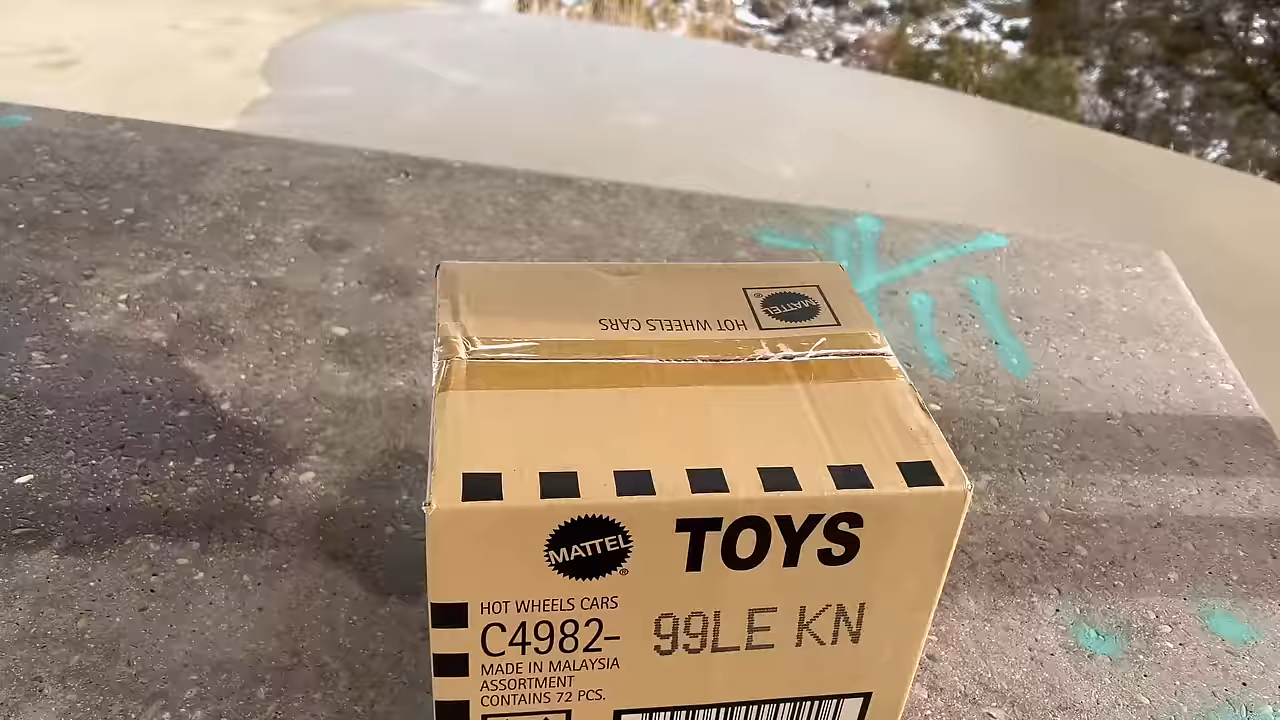 MATTEL
®
HOT WHEELS CARS
MATTEL
®
TOYS
HOT WHEELS CARS
C4982-
99LE KN
MADE IN MALAYSIA
ASSORTMENT
CONTAINS 72 PCS.